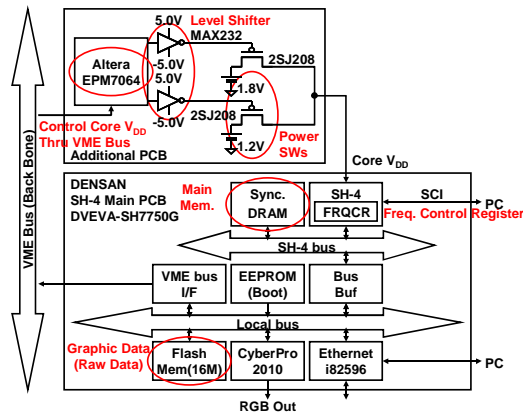 5.0V
Level Shifter
MAX232
2SJ208
Altera
EPM7064
-5.0V
5.0V
1.8V
2SJ208
-5.0V
Control Core VDD
Thru VME Bus
Power
SWs
1.2V
Additional PCB
Core VDD
VME Bus (Back Bone)
DENSAN
SH-4 Main PCB
DVEVA-SH7750G
Main
Mem.
Sync.
DRAM
SH-4
FRQCR
SCI
PC
Freq. Control Register
SH-4 bus
VME bus
I/F
EEPROM
(Boot)
Bus
Buf
Local bus
Graphic Data
(Raw Data)
Flash
Mem(16M)
CyberPro
2010
Ethernet
i82596
PC
RGB Out